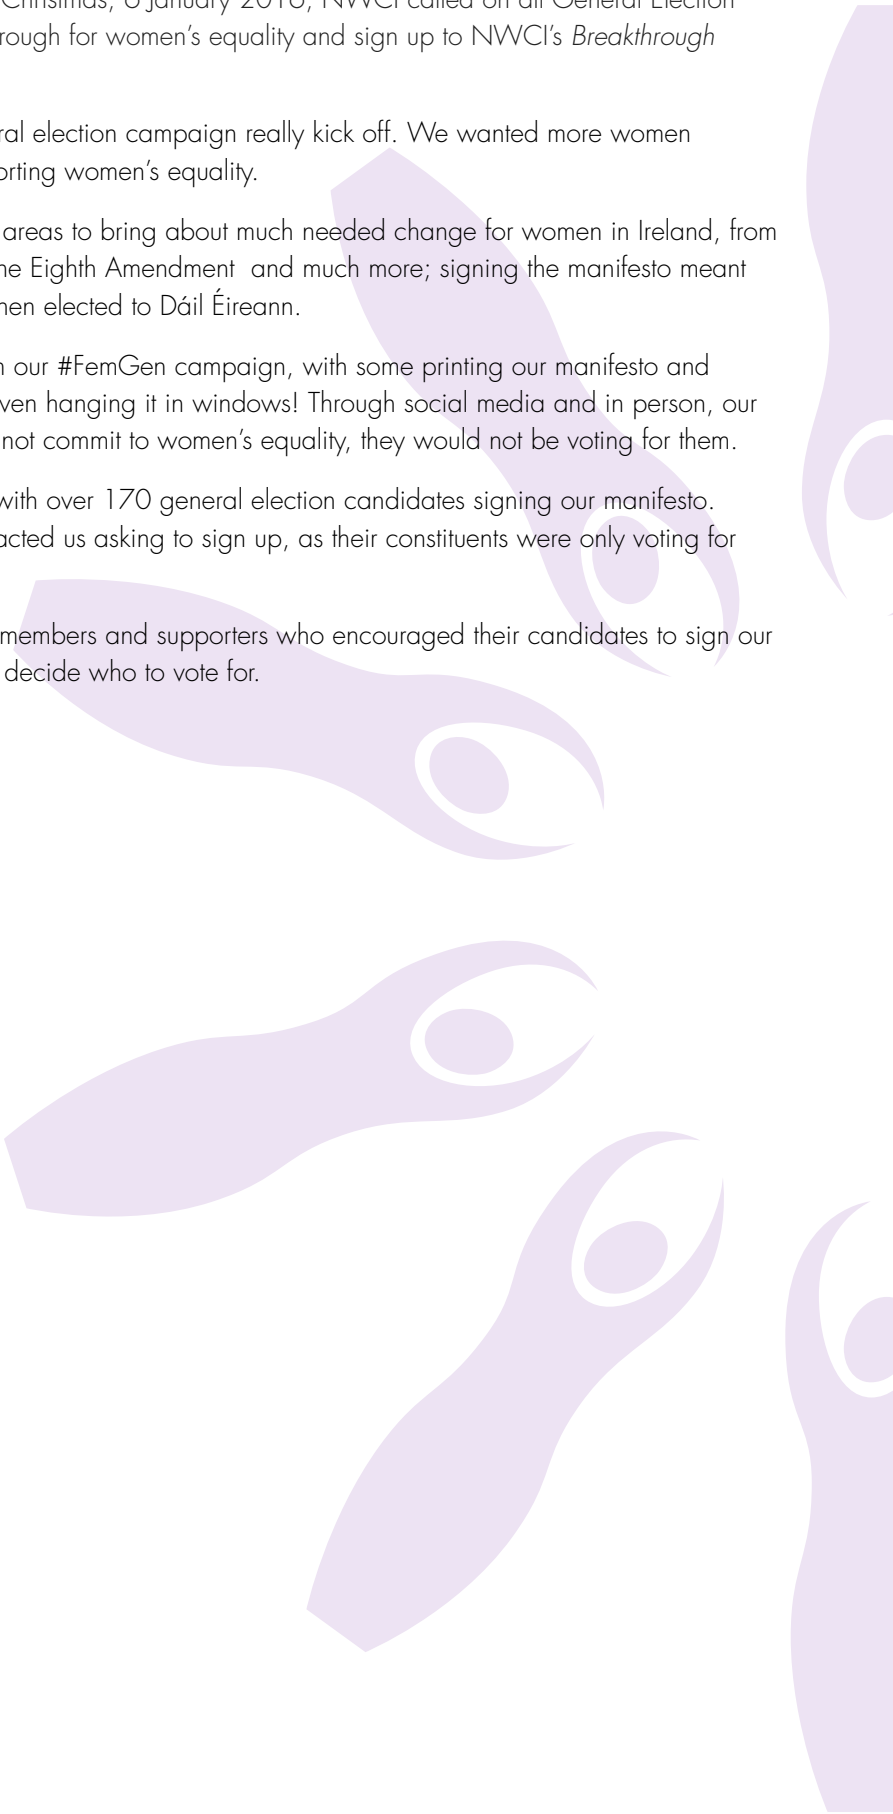 Christmas, 6 January 2016, NWCI called on all General Election
rough for women’s equality and sign up to NWCI’s Breakthrough
ral election campaign really kick off. We wanted more women
orting women’s equality.
areas to bring about much needed change for women in Ireland, from
he Eighth Amendment  and much more; signing the manifesto meant
men elected to Dáil Éireann.
n our #FemGen campaign, with some printing our manifesto and
ven hanging it in windows! Through social media and in person, our
not commit to women’s equality, they would not be voting for them.
with over 170 general election candidates signing our manifesto.
acted us asking to sign up, as their constituents were only voting for
members and supporters who encouraged their candidates to sign our
decide who to vote for.